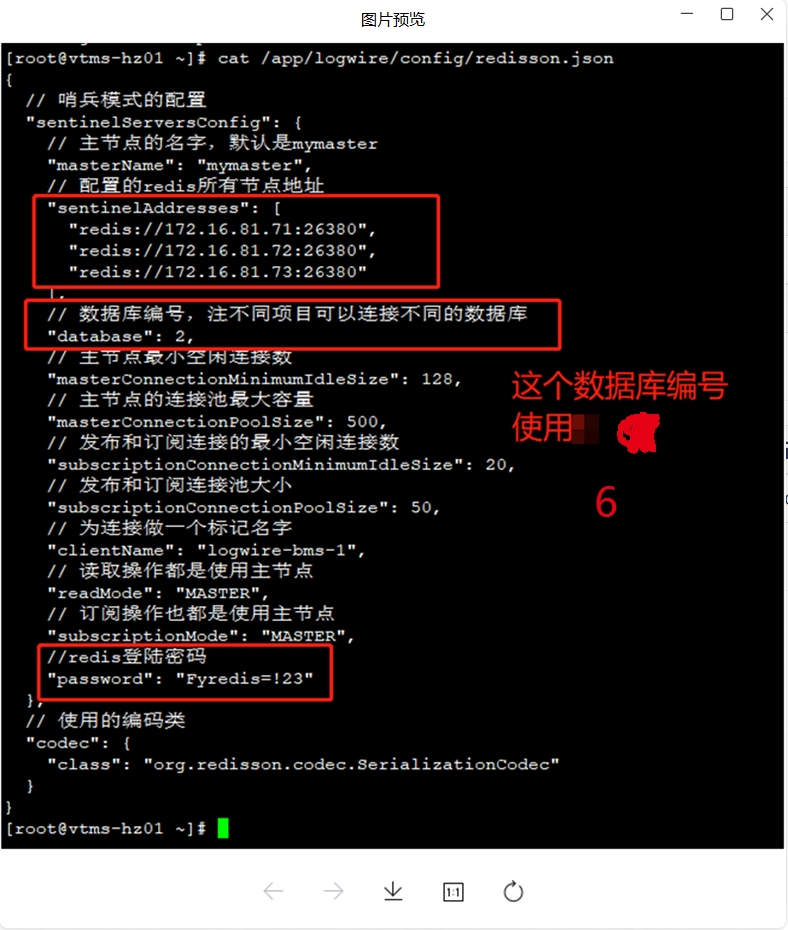 图片预览
[root@vtms-hz01 ~]# cat /app/logwire/config/redisson.json
{
// 哨兵模式的配置
"sentinelServersConfig": {
// 主节点的名字，默认是mymaster
"masterName": "mymaster",
// 配置的redis所有节点地址
"sentinelAddresses": [
"redis://172.16.81.71:26380",
"redis://172.16.81.72:26380",
"redis://172.16.81.73:26380"
],
// 数据库编号，注不同项目可以连接不同的数据库
"database": 2,
// 主节点最小空闲连接数
"masterConnectionMinimumIdleSize": 128,
// 主节点的连接池最大容量
"masterConnectionPoolSize": 500,
// 发布和订阅连接的最小空闲连接数
"subscriptionConnectionMinimumIdleSize": 20,
// 发布和订阅连接池大小
"subscriptionConnectionPoolSize": 50,
// 为连接做一个标记名字
"clientName": "logwire-bms-1",
// 读取操作都是使用主节点
"readMode": "MASTER",
// 订阅操作也都是使用主节点
"subscriptionMode": "MASTER",
//redis登陆密码
"password": "Fyredis=!23"
},
// 使用的编码类
"codec": {
"class": "org.redisson.codec.SerializationCodec"
}
}
[root@vtms-hz01 ~]#
这个数据库编号
使用
6
1:1